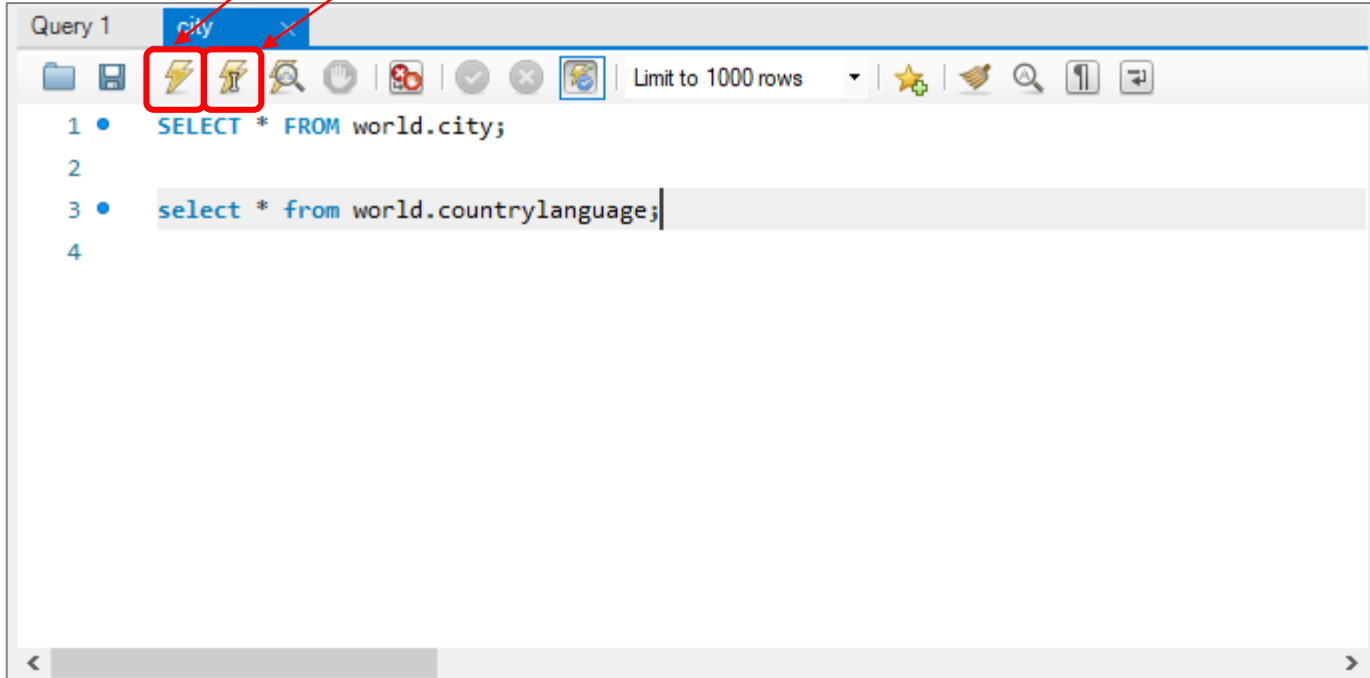 Query 1 city
Limit to 1000 rows
1 SELECT * FROM world.city;
2
3 select * from world.countrylanguage;
4